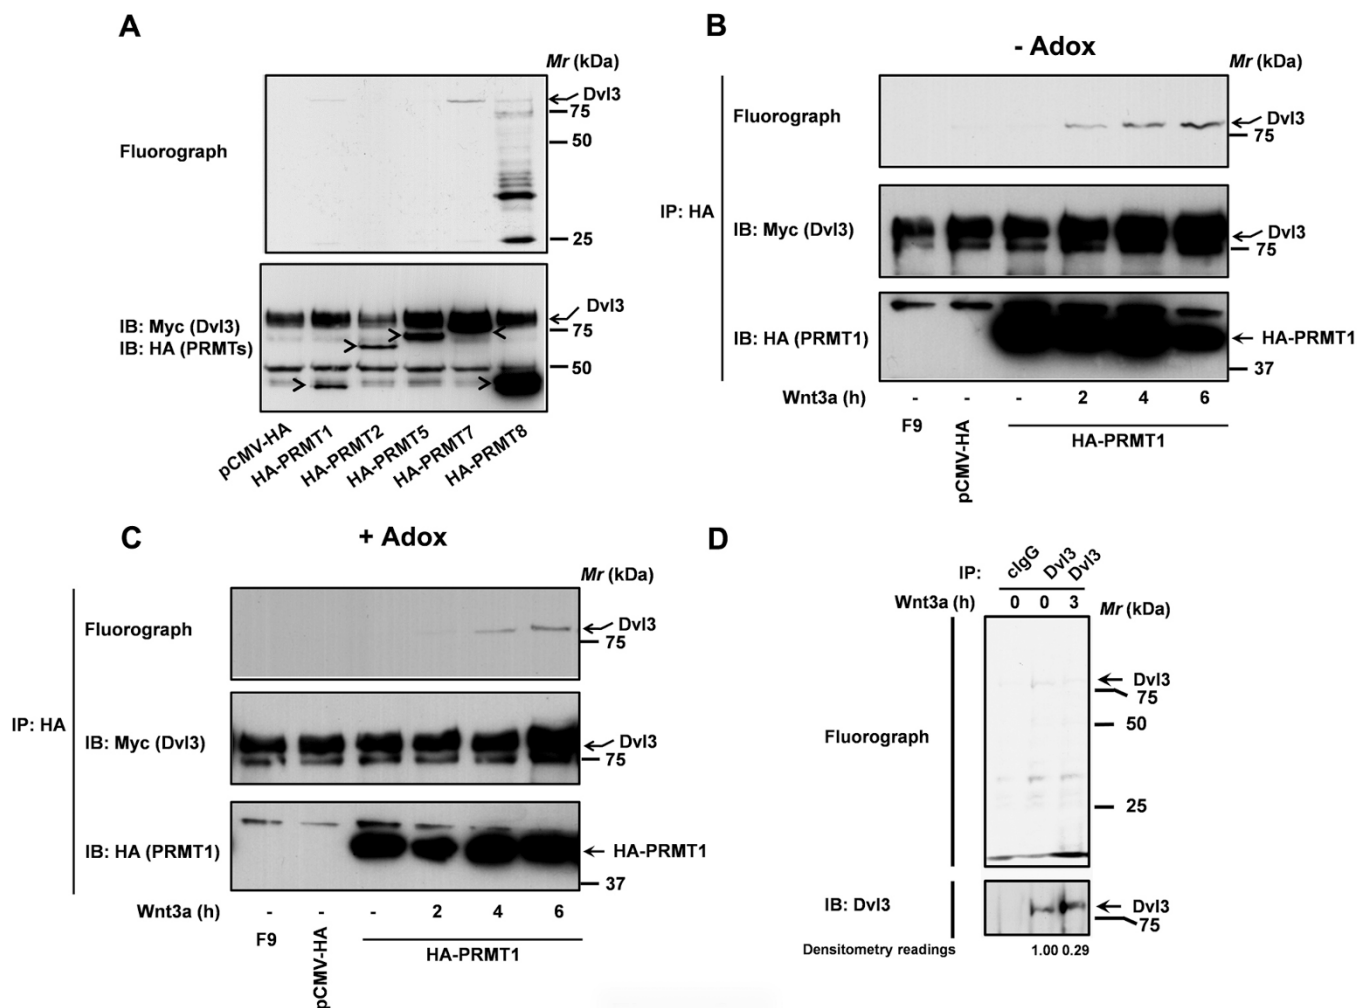 A
Mr (kDa)
Dvl3
75
50
25
Fluorograph
Dvl3
75
50
IB: Myc (Dvl3)
IB: HA (PRMTs)
pCMV-HA
HA-PRMT1
HA-PRMT2
HA-PRMT5
HA-PRMT7
HA-PRMT8
B
- Adox
Mr (kDa)
Fluorograph
Dvl3
75
IP: HA
IB: Myc (Dvl3)
Dvl3
75
IB: HA (PRMT1)
HA-PRMT1
37
Wnt3a (h) - - - 2 4 6
F9
pCMV-HA
HA-PRMT1
C
+ Adox
Mr (kDa)
Fluorograph
Dvl3
75
IP: HA
IB: Myc (Dvl3)
Dvl3
75
IB: HA (PRMT1)
HA-PRMT1
37
Wnt3a (h) - - - 2 4 6
F9
pCMV-HA
HA-PRMT1
D
IP: cIgG Dvl3 Dvl3
Wnt3a (h) 0 0 3 Mr (kDa)
Dvl3
75
50
Fluorograph
25
IB: Dvl3
Dvl3
75
Densitometry readings 1.00 0.29